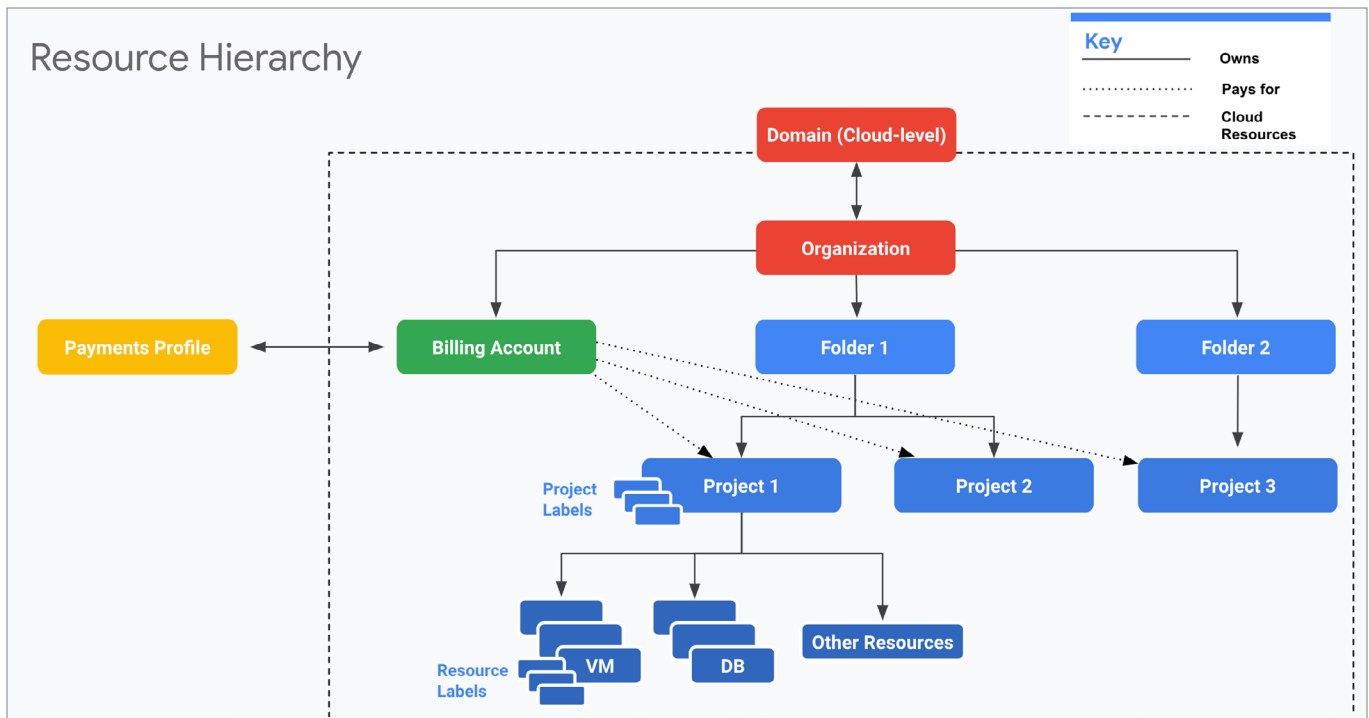 Resource Hierarchy
Key
Owns
Pays for
Cloud
Resources
Domain (Cloud-level)
Organization
Payments Profile
Billing Account
Folder 1
Folder 2
Project
Labels
Project 1
Project 2
Project 3
Resource
Labels
VM
DB
Other Resources